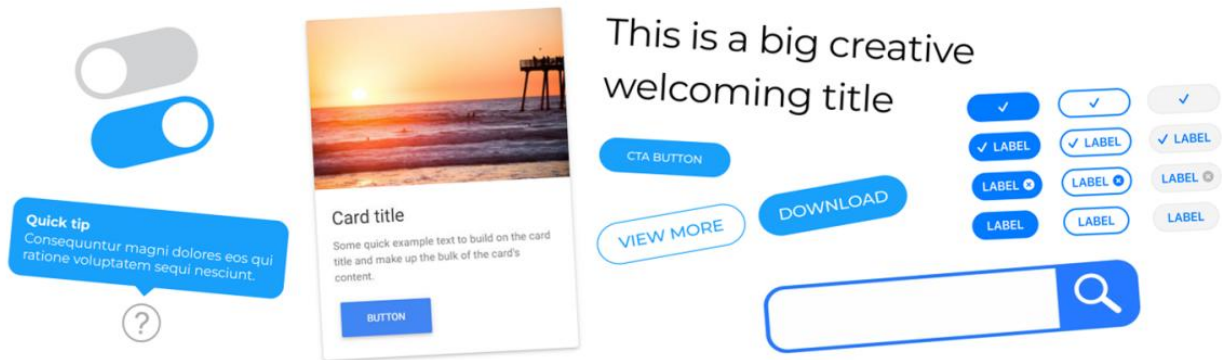 Quick tip
Consequuntur magni dolores eos qui
ratione voluptatem sequi nesciunt.
?
Card title
Some quick example text to build on the card
title and make up the bulk of the card's
content.
BUTTON
This is a big creative
welcoming title
CTA BUTTON
VIEW MORE
DOWNLOAD
LABEL
LABEL
LABEL
LABEL
LABEL
LABEL
LABEL
LABEL
LABEL